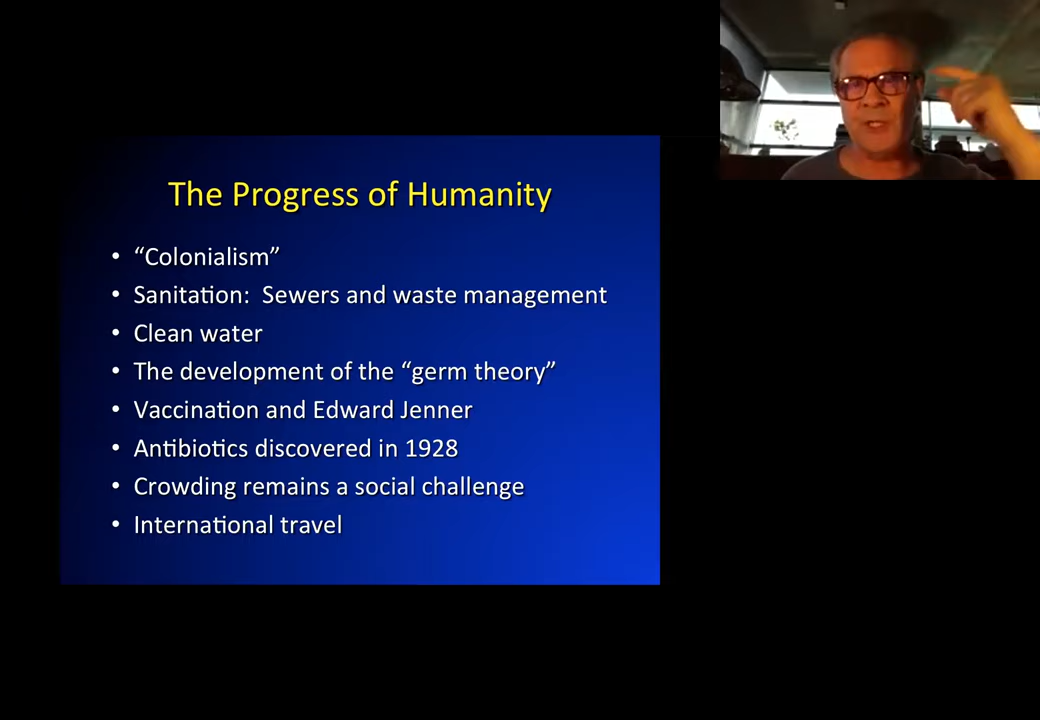 The Progress of Humanity
• “Colonialism”
• Sanitation:  Sewers and waste management
• Clean water
• The development of the “germ theory”
• Vaccination and Edward Jenner
• Antibiotics discovered in 1928
• Crowding remains a social challenge
• International travel